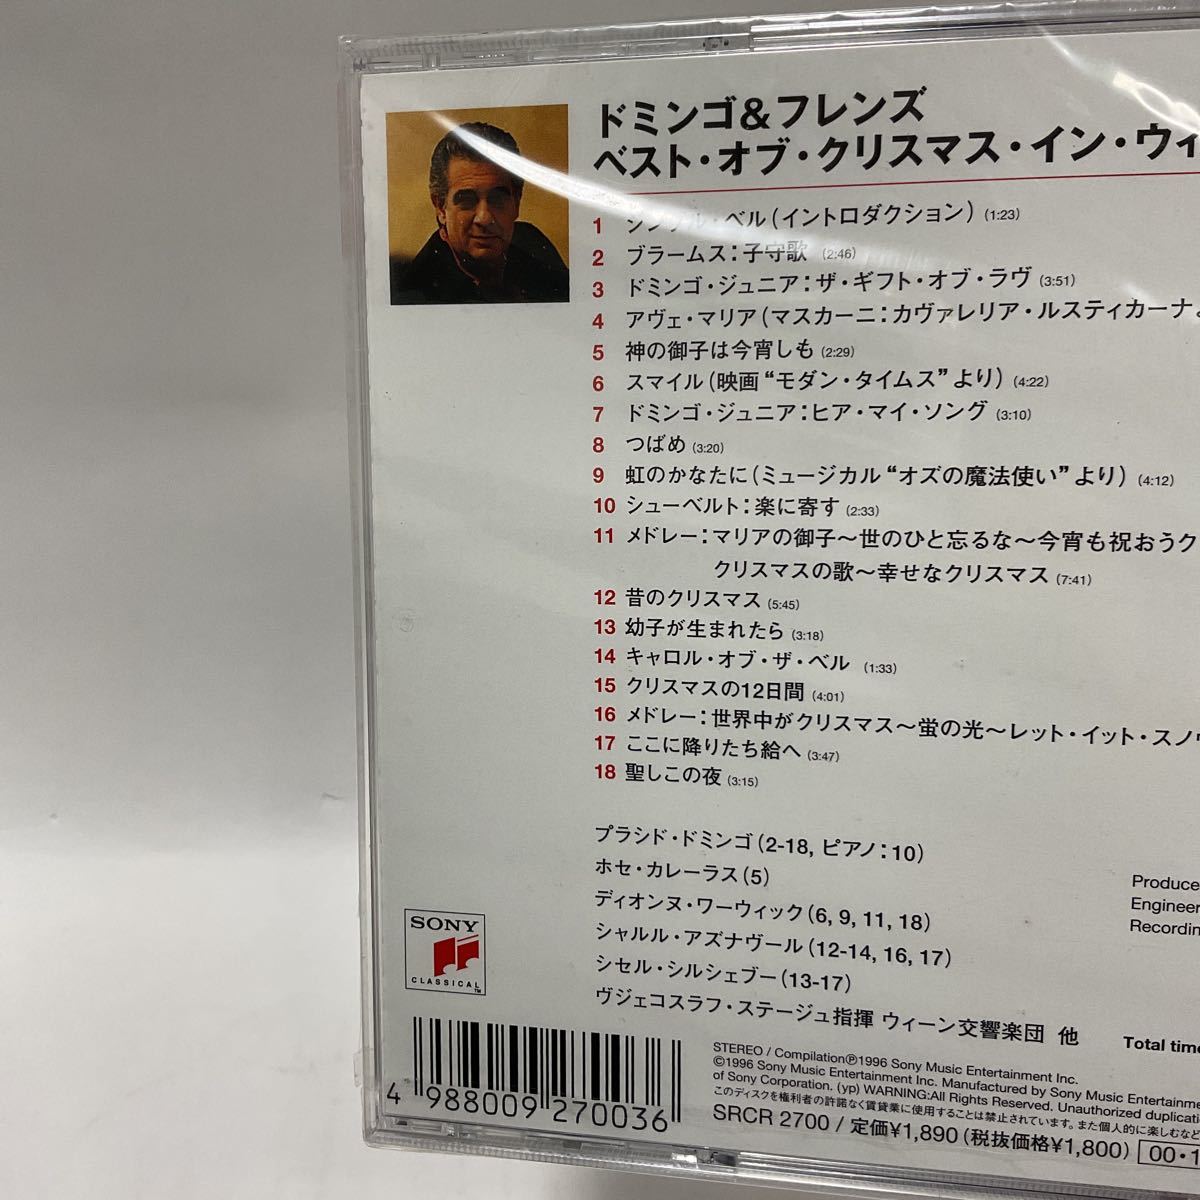 ドミンゴ&フレンズ
ベスト・オブ・クリスマス・イン・ウィ
1 ジングル・ベル(イントロダクション) (1:23)
2 ブラームス:子守歌 (2:46)
3 ドミンゴ・ジュニア:ザ・ギフト・オブ・ラヴ (3:51)
4 アヴェ・マリア(マスカーニ:カヴァレリア・ルスティカーナ
5 神の御子は今宵しも (2:29)
6 スマイル(映画“モダン・タイムス”より) (4:22)
7 ドミンゴ・ジュニア:ヒア・マイ・ソング (3:10)
8 つばめ (3:20)
9 虹のかなたに(ミュージカル“オズの魔法使い”より) (4:12)
10 シューベルト:楽に寄す (2:33)
11 メドレー:マリアの御子〜世のひと忘るな〜今宵も祝おうク
クリスマスの歌〜幸せなクリスマス (7:41)
12 昔のクリスマス (5:45)
13 幼子が生まれたら (3:18)
14 キャロル・オブ・ザ・ベル (1:33)
15 クリスマスの12日間 (4:01)
16 メドレー:世界中がクリスマス〜蛍の光〜レット・イット・スノウ
17 ここに降りたち給へ (3:47)
18 聖しこの夜 (3:15)
プラシド・ドミンゴ(2-18, ピアノ:10)
ホセ・カレーラス(5)
ディオンヌ・ワーウィック(6, 9, 11, 18)
シャルル・アズナヴール(12-14, 16, 17)
シセル・シルシェブー(13-17)
ヴジェコスラフ・ステージュ指揮 ウィーン交響楽団 他
Produce
Engineer
Recordin
Total time
SONY
CLASSICAL™
4 988009 270036
STEREO / Compilation℗1996 Sony Music Entertainment Inc.
©1996 Sony Music Entertainment Inc. Manufactured by Sony Music Entertainment
of Sony Corporation. (yp) WARNING:All Rights Reserved. Unauthorized duplicatio
このディスクを権利者の許諾なく賃貸業に使用することは禁止されています。また個人的に楽しむなど
SRCR 2700 / 定価¥1,890(税抜価格¥1,800) 00・1